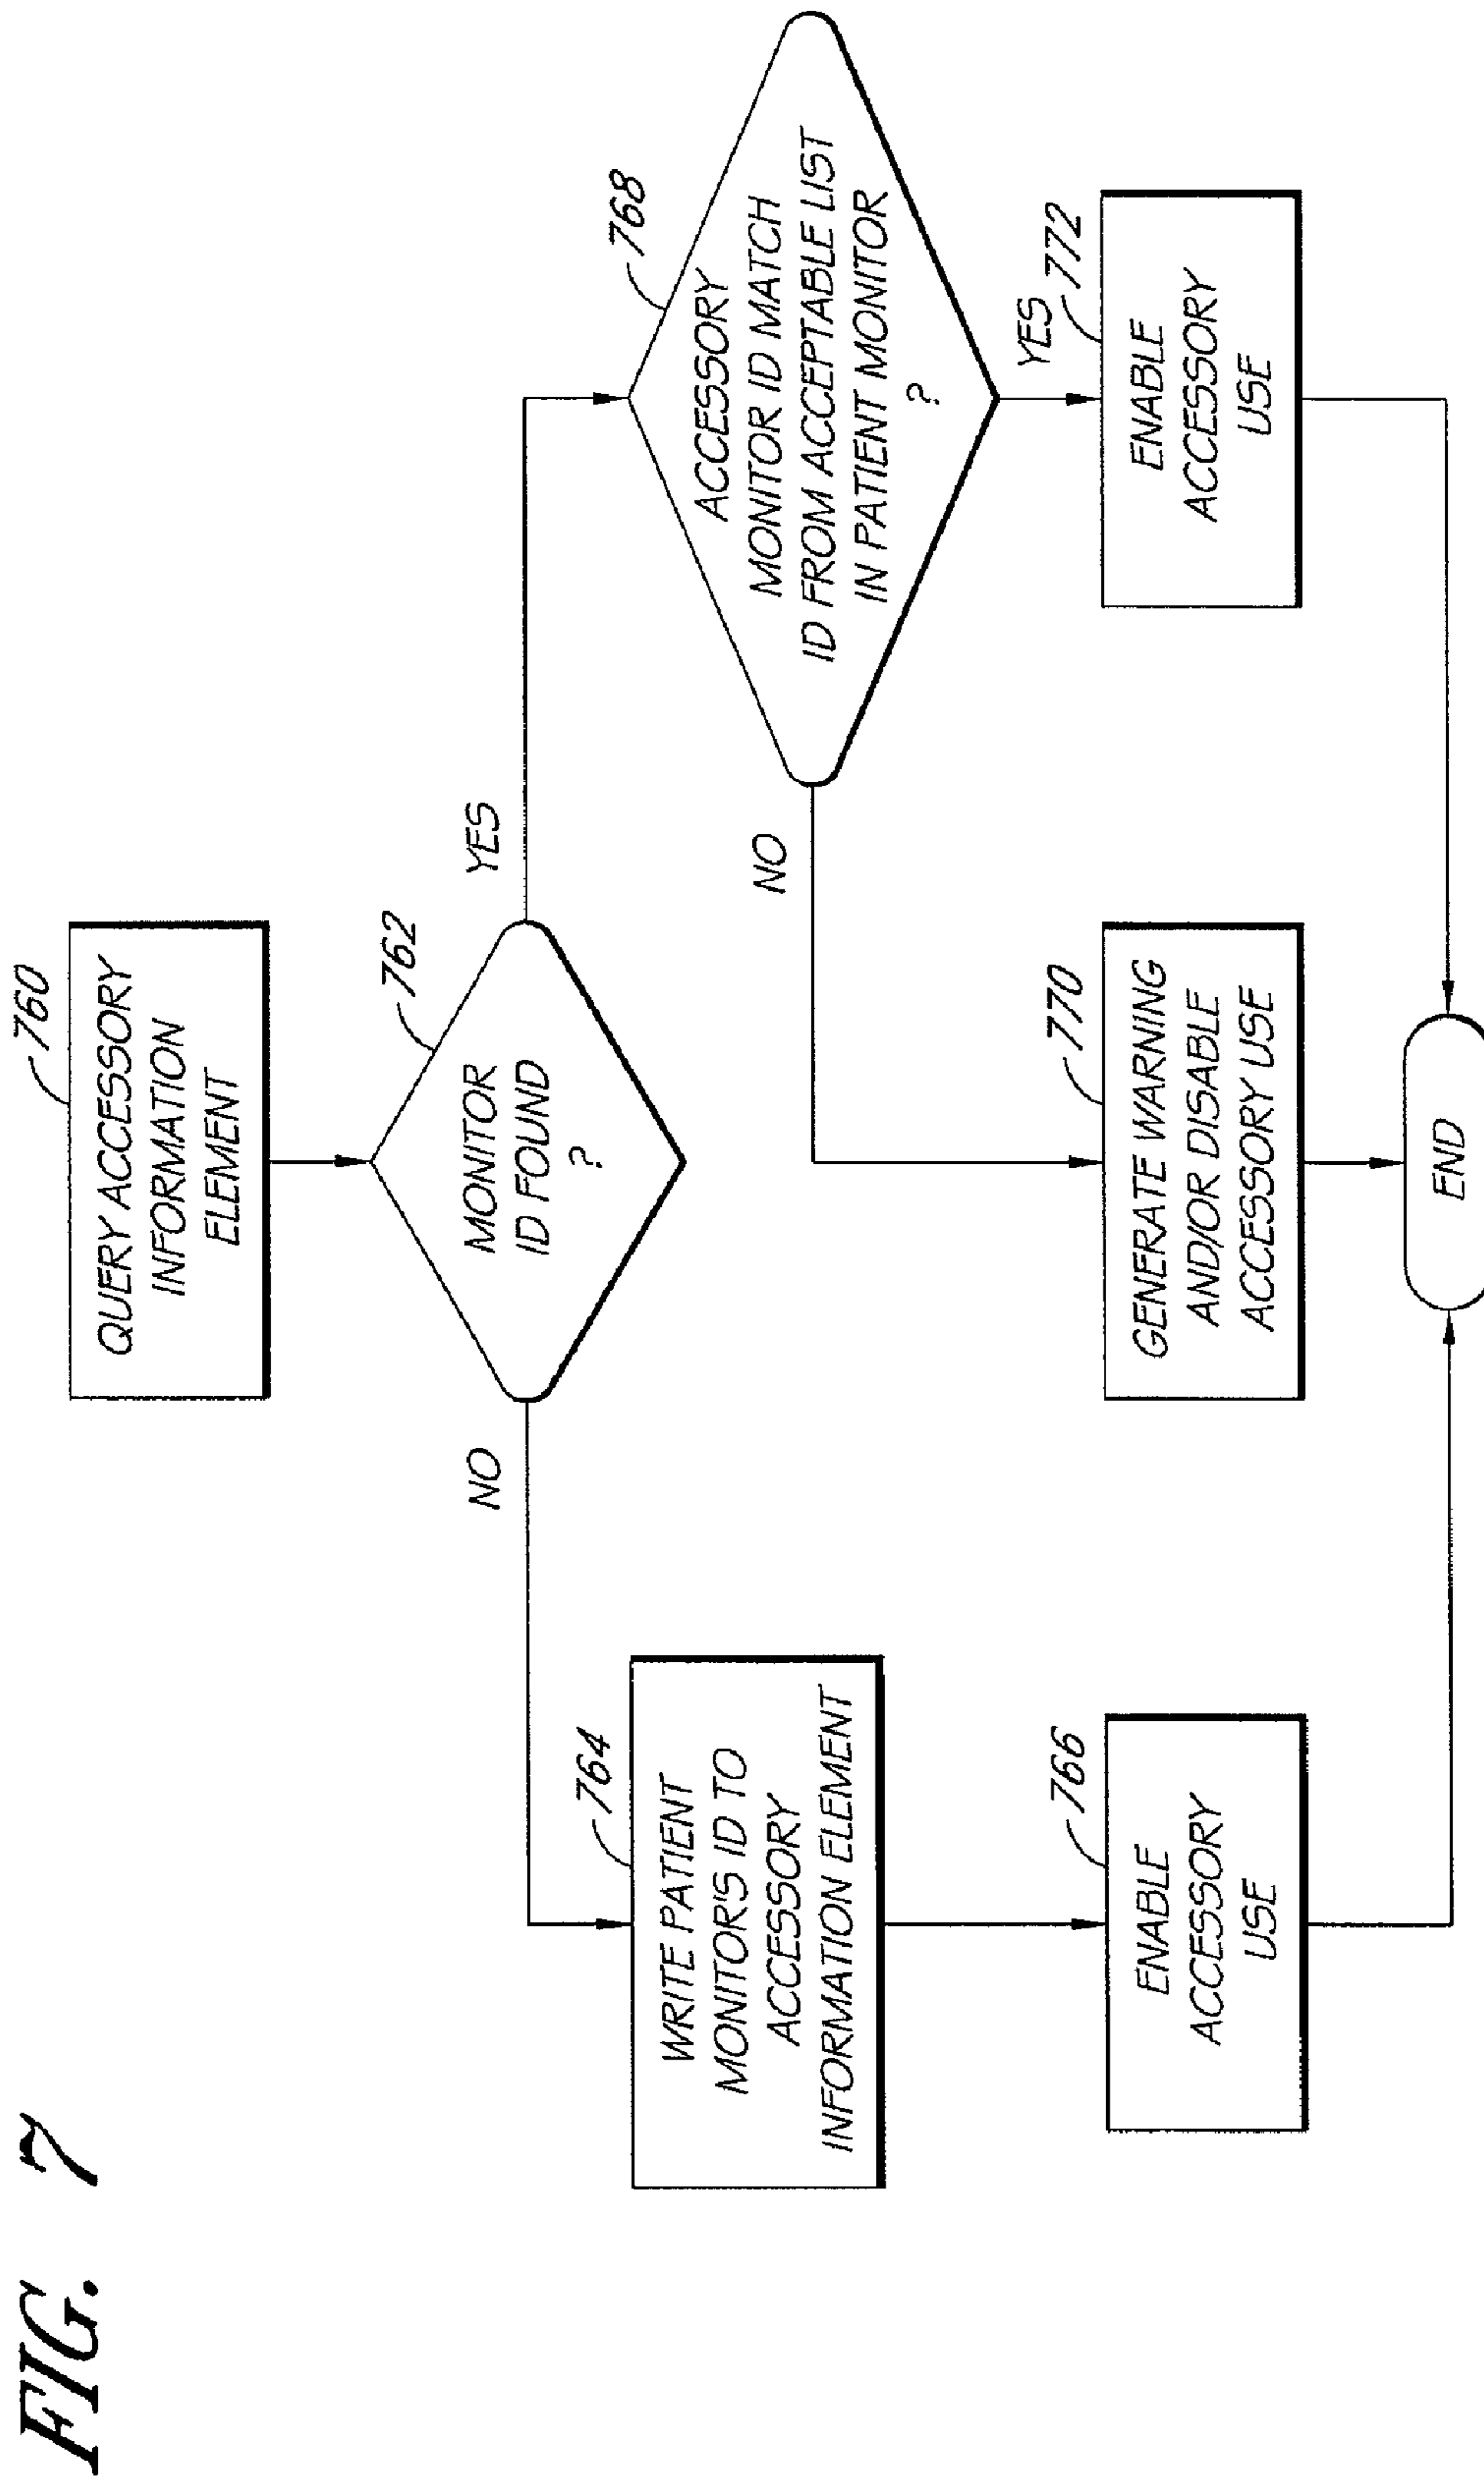 FIG. 7
760
QUERY ACCESSORY
INFORMATION
ELEMENT
762
MONITOR
ID FOUND
?
NO
YES
764
WRITE PATIENT
MONITOR'S ID TO
ACCESSORY
INFORMATION ELEMENT
768
ACCESSORY
MONITOR ID MATCH
ID FROM ACCEPTABLE LIST
IN PATIENT MONITOR
?
NO
YES
766
ENABLE
ACCESSORY
USE
770
GENERATE WARNING
AND/OR DISABLE
ACCESSORY USE
772
ENABLE
ACCESSORY
USE
END